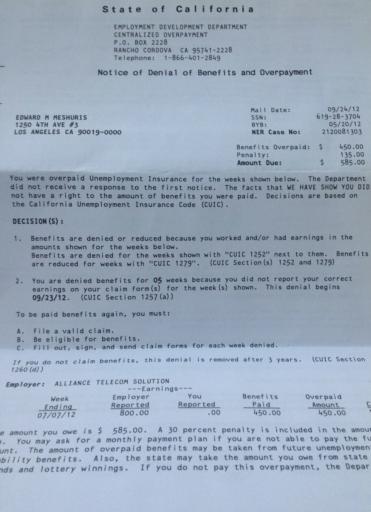 State of California
EMPLOYMENT DEVELOPMENT DEPARTMENT
CENTRALIZED OVERPAYMENT
P.O. BOX 2228
RANCHO CORDOVA CA 95741-2228
Telephone: 1-866-401-2849
Notice of Denial of Benefits and Overpayment
EDWARD M MESHURIS
1250 4TH AVE #3
LOS ANGELES CA 90019-0000
Mail Date: 09/24/12
SSN: 619-28-3704
BYB: 05/20/12
NER Case No: 2120081303
Benefits Overpaid: $ 450.00
Penalty: 135.00
Amount Due: $ 585.00
You were overpaid Unemployment Insurance for the weeks shown below. The Department
did not receive a response to the first notice. The facts that WE HAVE SHOW YOU DID
not have a right to the amount of benefits you were paid. Decisions are based on
the California Unemployment Insurance Code (CUIC).
DECISION(S):
1. Benefits are denied or reduced because you worked and/or had earnings in the
amounts shown for the weeks below.
Benefits are denied for the weeks shown with "CUIC 1252" next to them. Benefits
are reduced for weeks with "CUIC 1279". (CUIC Section(s) 1252 and 1279)
2. You are denied benefits for 05 weeks because you did not report your correct
earnings on your claim form(s) for the week(s) shown. This denial begins
09/23/12. (CUIC Section 1257(a))
To be paid benefits again, you must:
A. File a valid claim.
B. Be eligible for benefits.
C. Fill out, sign, and send claim forms for each week denied.
If you do not claim benefits, this denial is removed after 3 years. (CUIC Section
1260(d))
Employer: ALLIANCE TELECOM SOLUTION
---Earnings---
Week Employer You Benefits Overpaid
Ending Reported Reported Paid Amount C
07/07/12 800.00 .00 450.00 450.00
e amount you owe is $ 585.00. A 30 percent penalty is included in the amou
. You may ask for a monthly payment plan if you are not able to pay the fu
unt. The amount of overpaid benefits may be taken from future unemploymen
bility benefits. Also, the state may take the amount you owe from state
nds and lottery winnings. If you do not pay this overpayment, the Depar